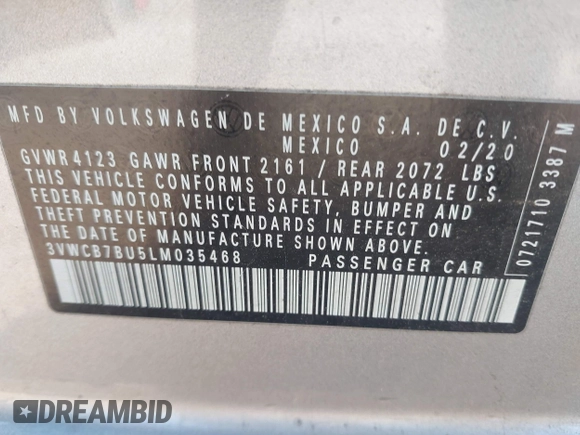 MFD BY VOLKSWAGEN DE MEXICO S.A. DE C.V.
MEXICO 02/20
GVWR 4123 GAWR FRONT 2161 / REAR 2072 LBS
THIS VEHICLE CONFORMS TO ALL APPLICABLE U.S.
FEDERAL MOTOR VEHICLE SAFETY, BUMPER AND
THEFT PREVENTION STANDARDS IN EFFECT ON
THE DATE OF MANUFACTURE SHOWN ABOVE.
3VWCB7BU5LM035468 PASSENGER CAR
0721710 3387 M
DREAMBID